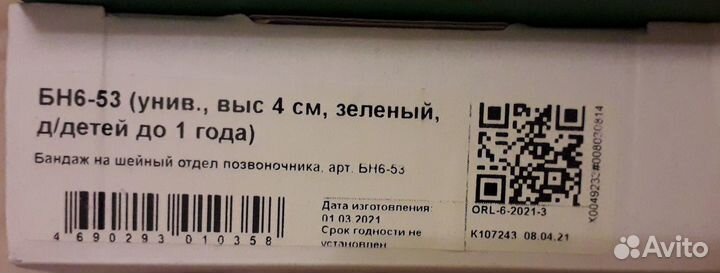 БН6-53 (унив., выс 4 см, зеленый,
д/детей до 1 года)
Бандаж на шейный отдел позвоночника, арт. БН6-53
4 690293 010358
Дата изготовления:
01.03.2021
Срок годности не
установлен
ORL-6-2021-3
K107243 08.04.21
X0049233#008030814
Avito